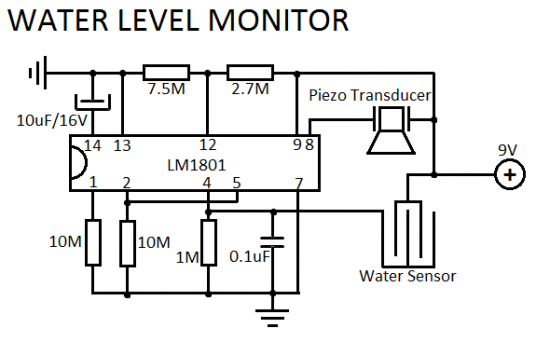 WATER LEVEL MONITOR
7.5M 2.7M
Piezo Transducer
10uF/16V
14 13 12 9 8
9V
LM1801
+
1 2 4 5 7
10M 10M 1M 0.1uF
Water Sensor